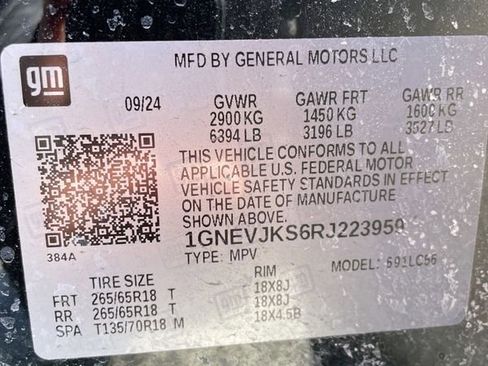 gm
MFD BY GENERAL MOTORS LLC
09/24 GVWR GAWR FRT GAWR RR
2900 KG 1450 KG 1600 KG
6394 LB 3196 LB 3527 LB
THIS VEHICLE CONFORMS TO ALL
APPLICABLE U.S. FEDERAL MOTOR
VEHICLE SAFETY STANDARDS IN EFFECT
ON THE DATE OF MANUFACTURE
SHOWN ABOVE.
1GNEVJKS6RJ223959
384A TYPE: MPV MODEL:
TIRE SIZE RIM
FRT 265/65R18 T 18X8J
RR 265/65R18 T 18X8J
SPA T135/70R18 M 18X4.5B